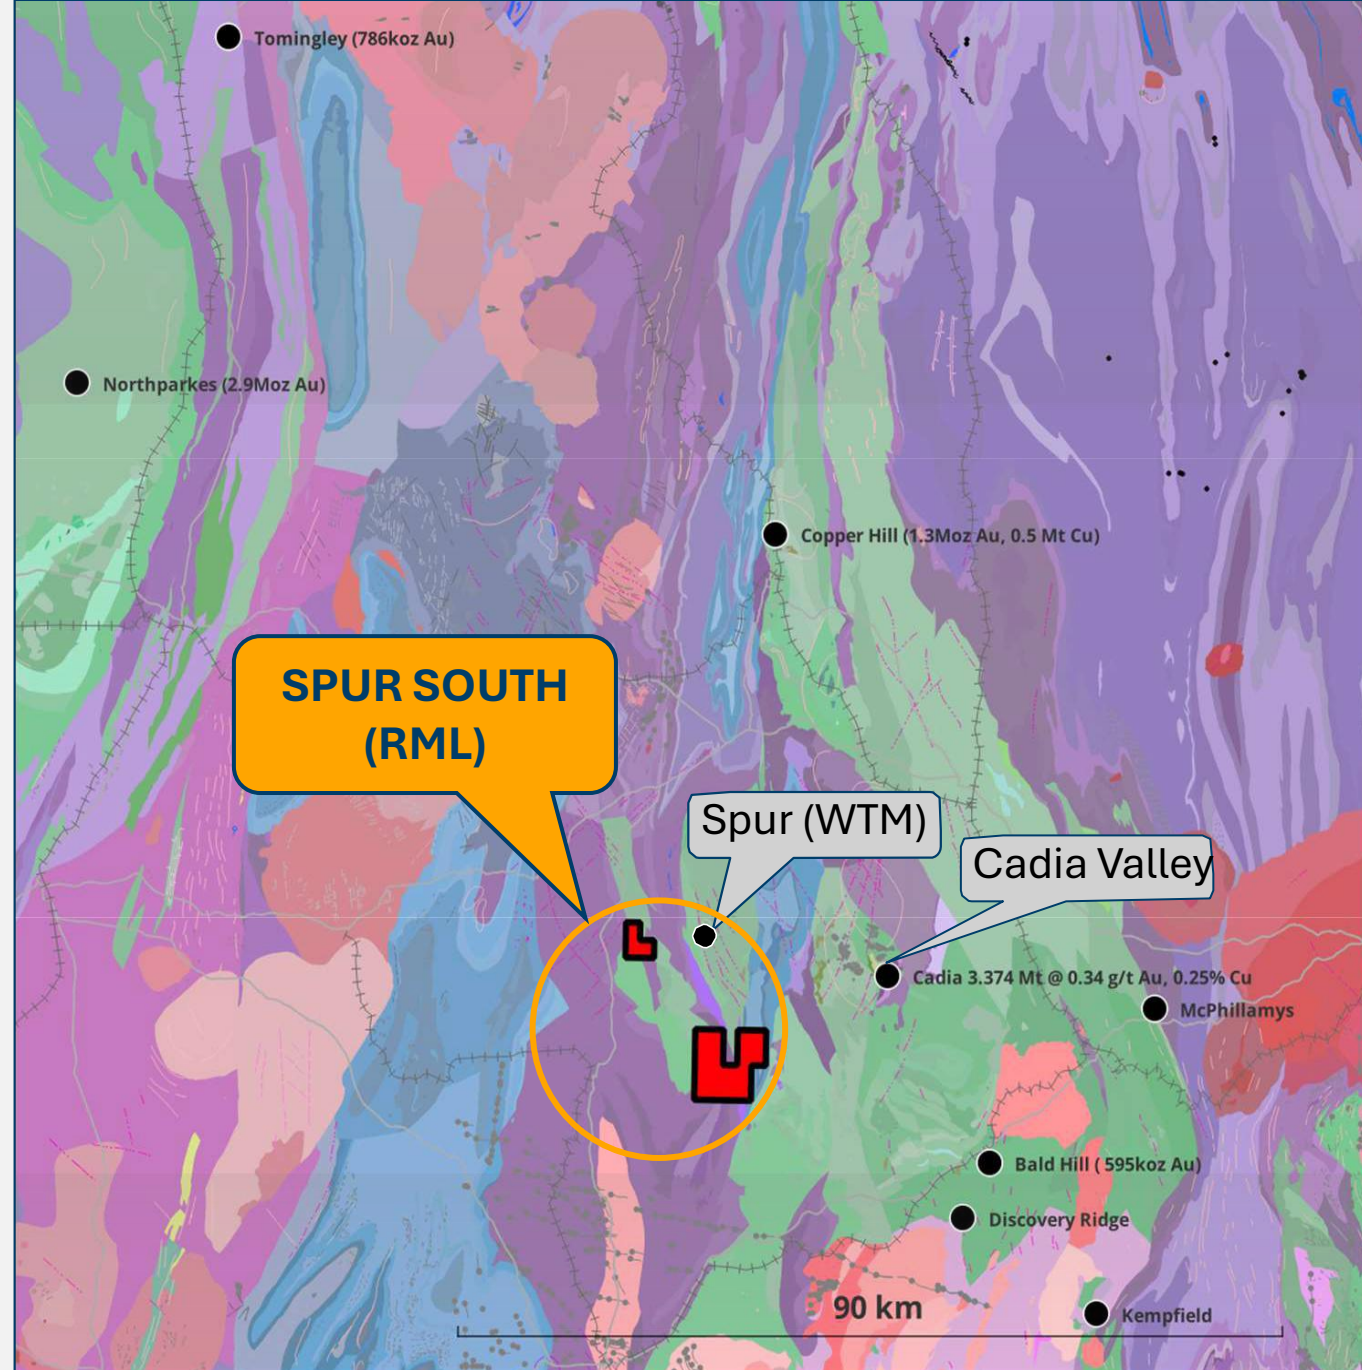 Tomingley (786koz Au)
Northparkes (2.9Moz Au)
Copper Hill (1.3Moz Au, 0.5 Mt Cu)
SPUR SOUTH
(RML)
Spur (WTM)
Cadia Valley
Cadia 3.374 Mt @ 0.34 g/t Au, 0.25% Cu
McPhillamys
Bald Hill ( 595koz Au)
Discovery Ridge
90 km
Kempfield